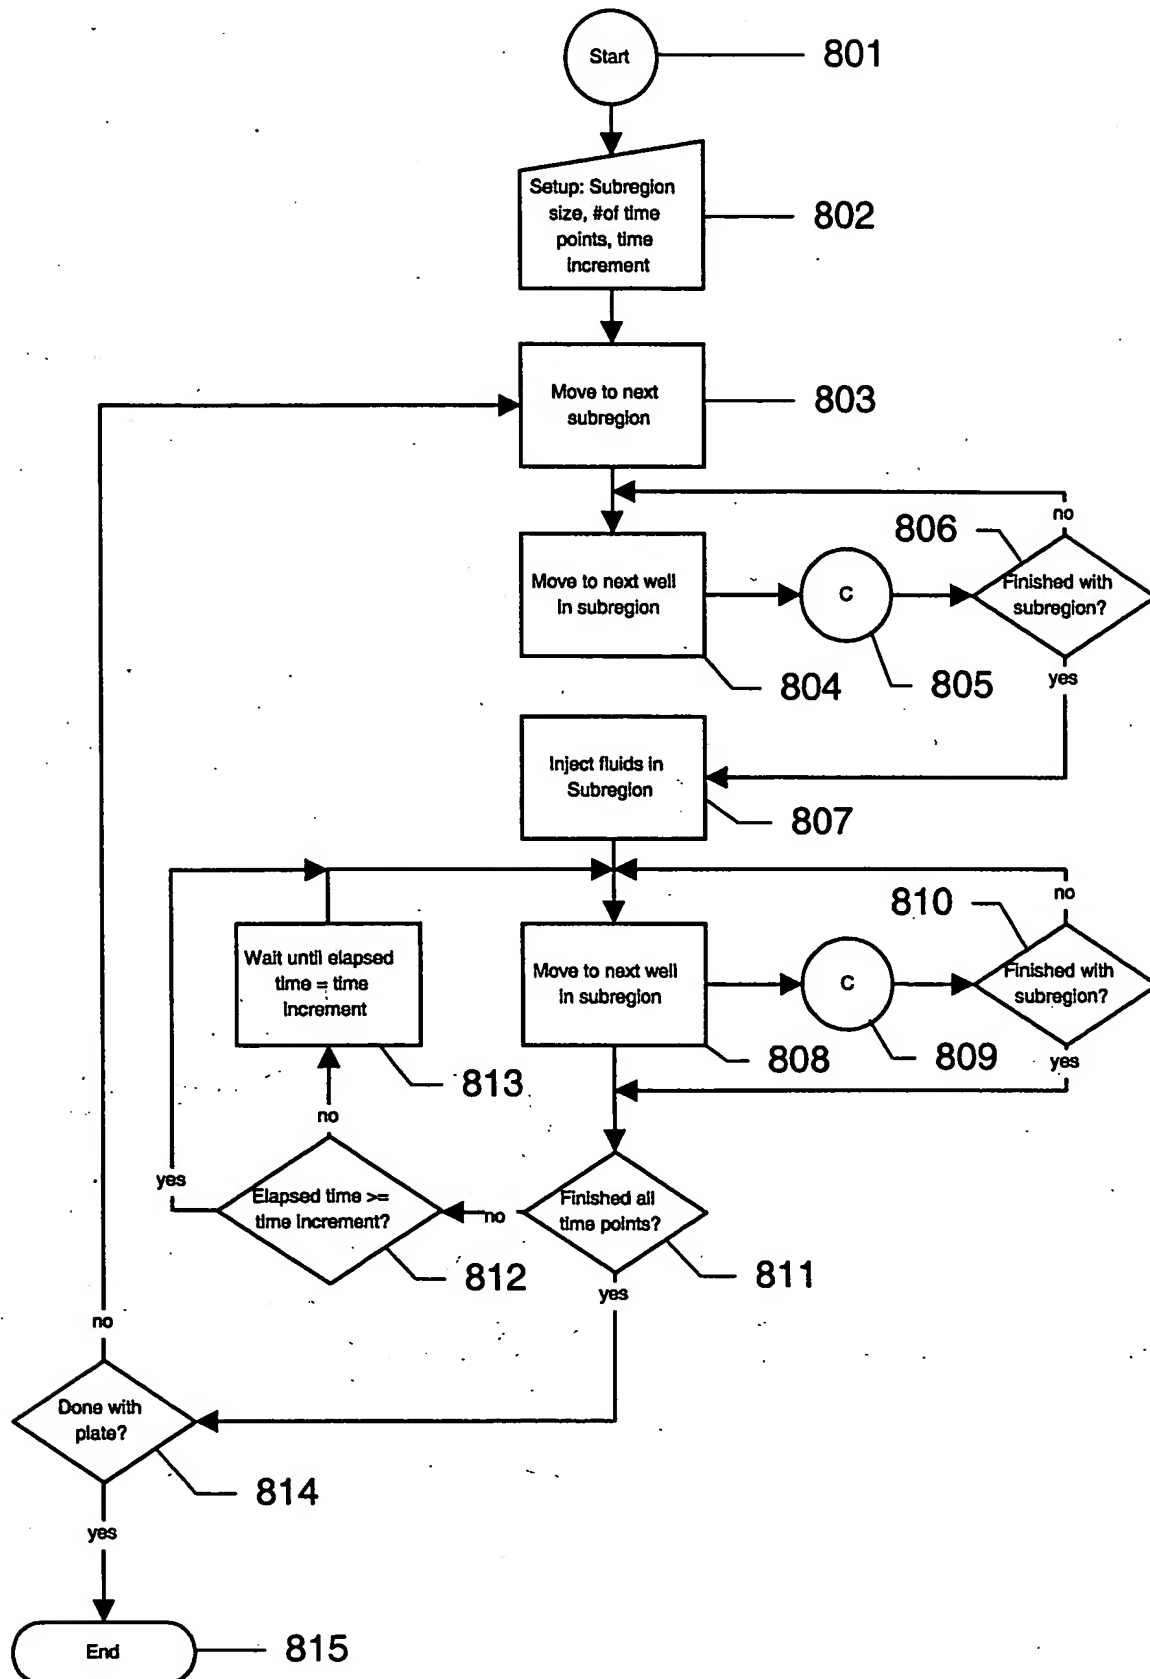 Start
801
Setup: Subregion
size, #of time
points, time
increment
802
Move to next
subregion
803
no
806
Move to next well
in subregion
C
Finished with
subregion?
804
805
yes
Inject fluids in
Subregion
807
no
810
Wait until elapsed
time = time
increment
Move to next well
in subregion
C
Finished with
subregion?
813
808
809
yes
no
yes
Elapsed time >=
time increment?
no
Finished all
time points?
812
811
yes
no
Done with
plate?
814
yes
End
815